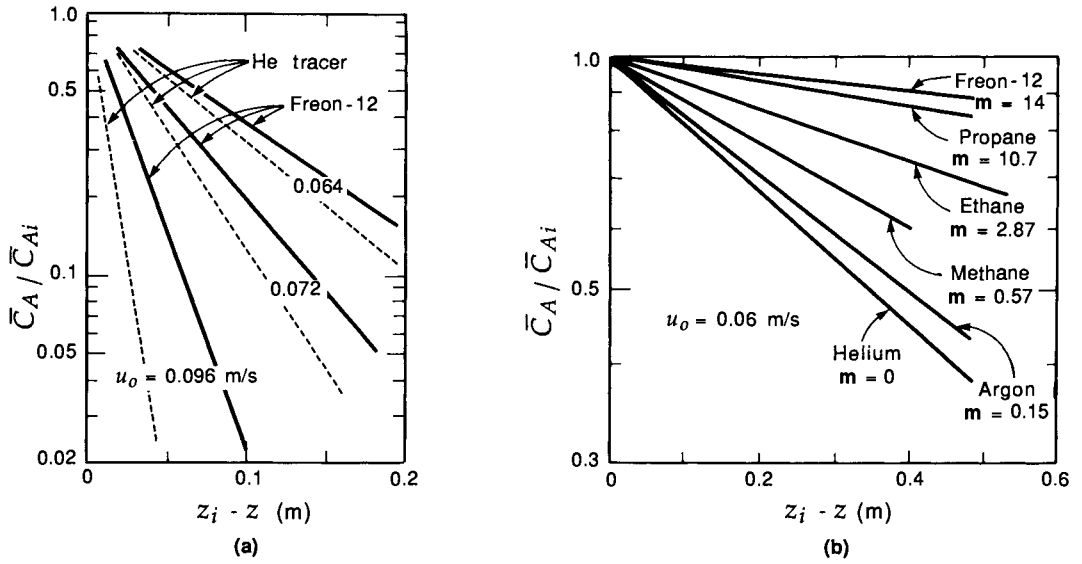 1.0
0.5
0.1
0.05
0.02
C̄_A / C̄_Ai
He tracer
Freon-12
0.064
0.072
u_o = 0.096 m/s
0
0.1
0.2
z_i - z (m)
(a)
1.0
0.5
0.3
C̄_A / C̄_Ai
Freon-12
m = 14
Propane
m = 10.7
Ethane
m = 2.87
Methane
m = 0.57
u_o = 0.06 m/s
Helium
m = 0
Argon
m = 0.15
0
0.2
0.4
0.6
z_i - z (m)
(b)